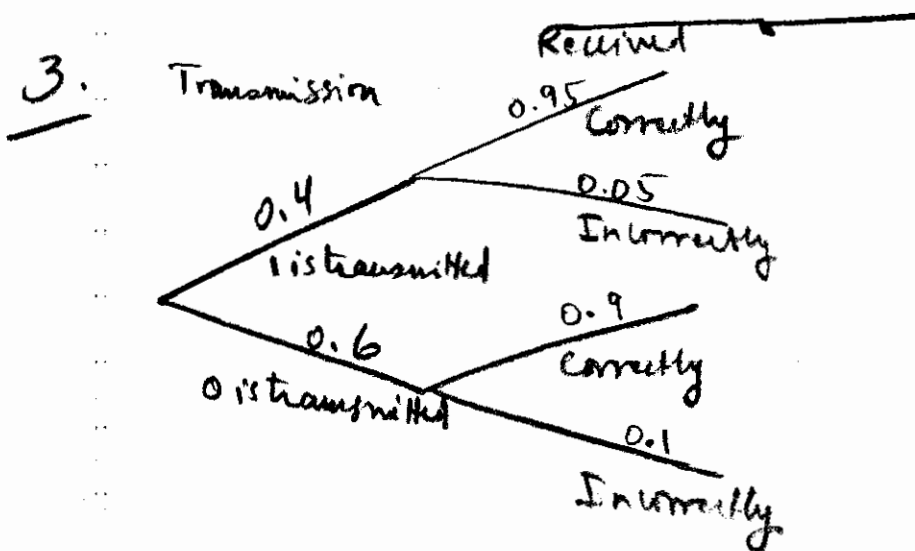 Received
3.
Transmission
0.95
Correctly
0.4
0.05
Incorrectly
1 is transmitted
0.9
0.6
Correctly
0 is transmitted
0.1
Incorrectly